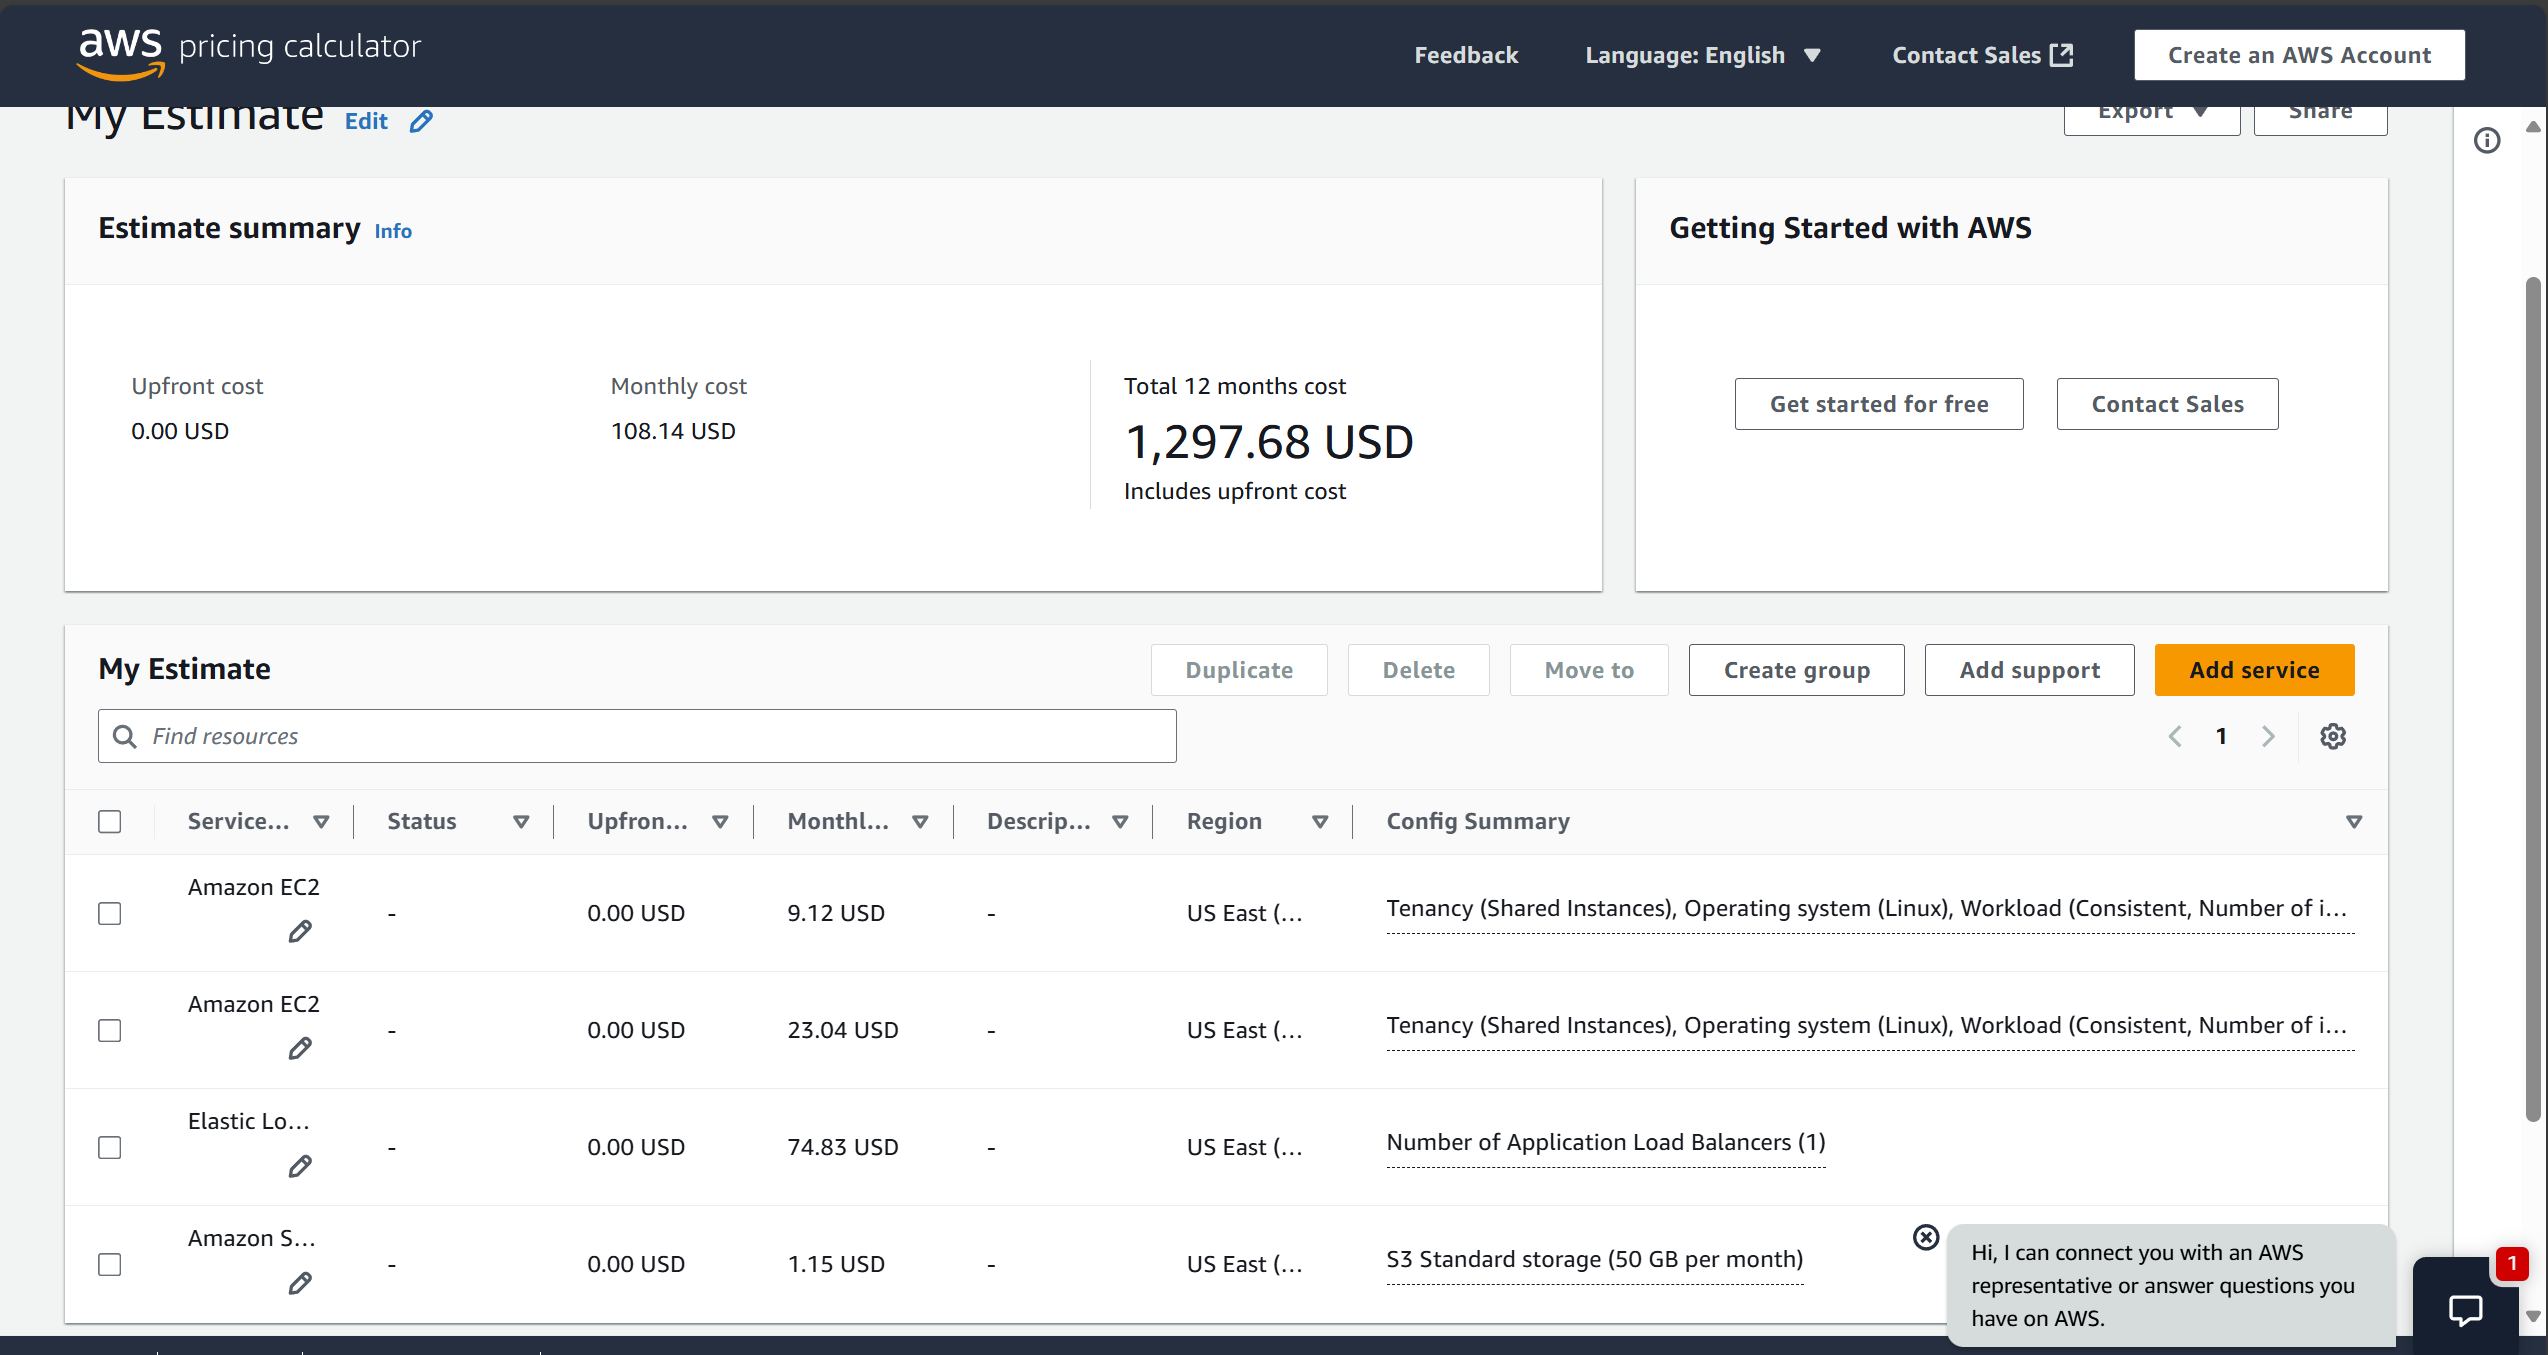 aws pricing calculator
Feedback
Language: English
Contact Sales
Create an AWS Account
My Estimate Edit
Export
Share
Estimate summary Info
Upfront cost
0.00 USD
Monthly cost
108.14 USD
Total 12 months cost
1,297.68 USD
Includes upfront cost
Getting Started with AWS
Get started for free
Contact Sales
My Estimate
Duplicate
Delete
Move to
Create group
Add support
Add service
Find resources
1
Service... Status Upfron... Monthl... Descrip... Region Config Summary
Amazon EC2 - 0.00 USD 9.12 USD - US East (... Tenancy (Shared Instances), Operating system (Linux), Workload (Consistent, Number of i...
Amazon EC2 - 0.00 USD 23.04 USD - US East (... Tenancy (Shared Instances), Operating system (Linux), Workload (Consistent, Number of i...
Elastic Lo... - 0.00 USD 74.83 USD - US East (... Number of Application Load Balancers (1)
Amazon S... - 0.00 USD 1.15 USD - US East (... S3 Standard storage (50 GB per month)
Hi, I can connect you with an AWS
representative or answer questions you
have on AWS.
1